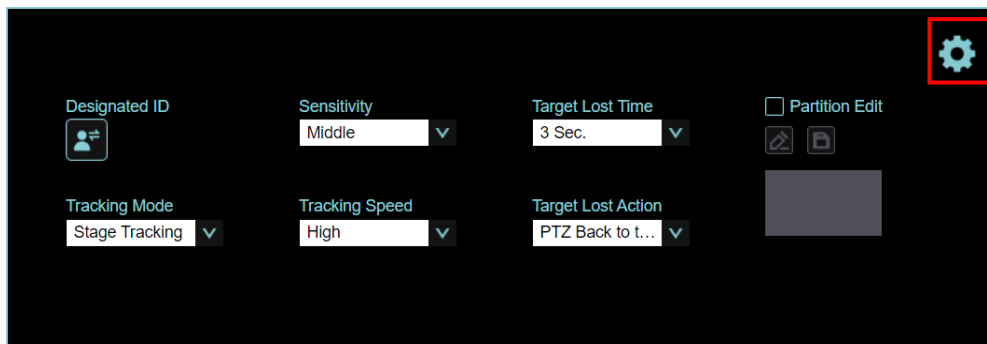 Designated ID
Sensitivity
Target Lost Time
Partition Edit
Middle
3 Sec.
Tracking Mode
Tracking Speed
Target Lost Action
Stage Tracking
High
PTZ Back to t...